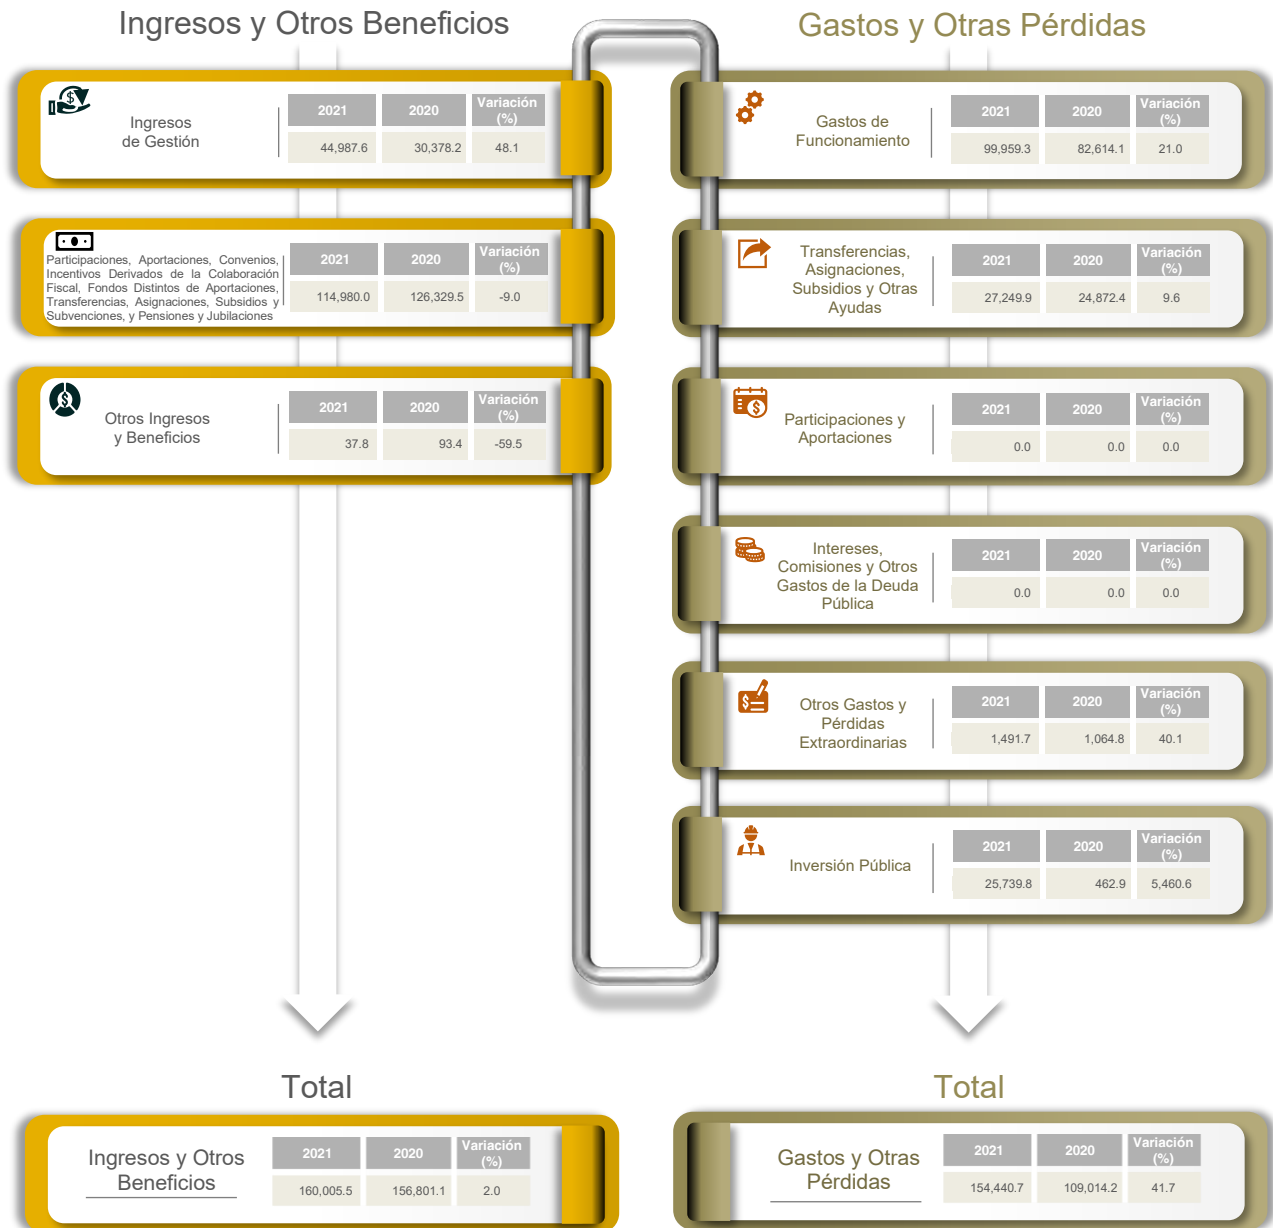 Ingresos y Otros Beneficios
Ingresos
de Gestión
2021 2020 Variación
(%)
44,987.6 30,378.2 48.1
Participaciones, Aportaciones, Convenios,
Incentivos Derivados de la Colaboración
Fiscal, Fondos Distintos de Aportaciones,
Transferencias, Asignaciones, Subsidios y
Subvenciones, y Pensiones y Jubilaciones
2021 2020 Variación
(%)
114,980.0 126,329.5 -9.0
Otros Ingresos
y Beneficios
2021 2020 Variación
(%)
37.8 93.4 -59.5
Total
Ingresos y Otros
Beneficios
2021 2020 Variación
(%)
160,005.5 156,801.1 2.0
Gastos y Otras Pérdidas
Gastos de
Funcionamiento
2021 2020 Variación
(%)
99,959.3 82,614.1 21.0
Transferencias,
Asignaciones,
Subsidios y Otras
Ayudas
2021 2020 Variación
(%)
27,249.9 24,872.4 9.6
Participaciones y
Aportaciones
2021 2020 Variación
(%)
0.0 0.0 0.0
Intereses,
Comisiones y Otros
Gastos de la Deuda
Pública
2021 2020 Variación
(%)
0.0 0.0 0.0
Otros Gastos y
Pérdidas
Extraordinarias
2021 2020 Variación
(%)
1,491.7 1,064.8 40.1
Inversión Pública
2021 2020 Variación
(%)
25,739.8 462.9 5,460.6
Total
Gastos y Otras
Pérdidas
2021 2020 Variación
(%)
154,440.7 109,014.2 41.7